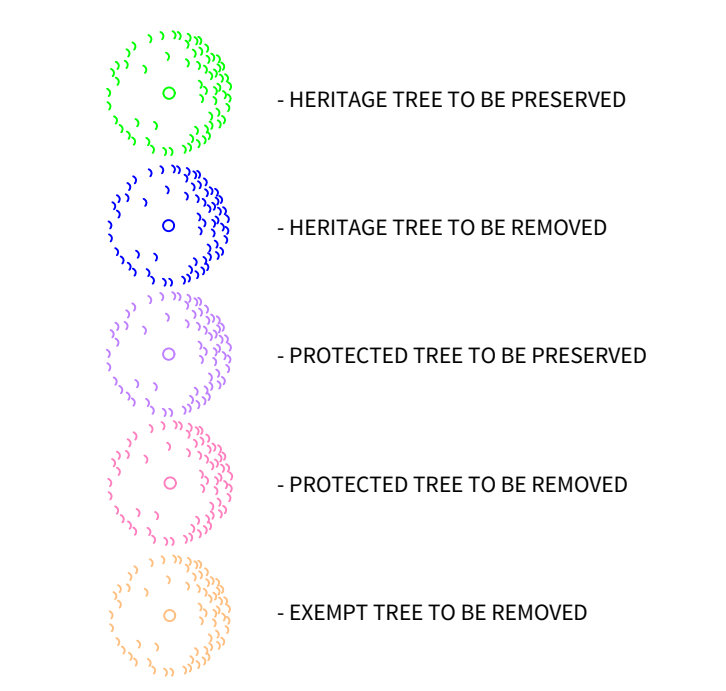 - HERITAGE TREE TO BE PRESERVED
- HERITAGE TREE TO BE REMOVED
- PROTECTED TREE TO BE PRESERVED
- PROTECTED TREE TO BE REMOVED
- EXEMPT TREE TO BE REMOVED